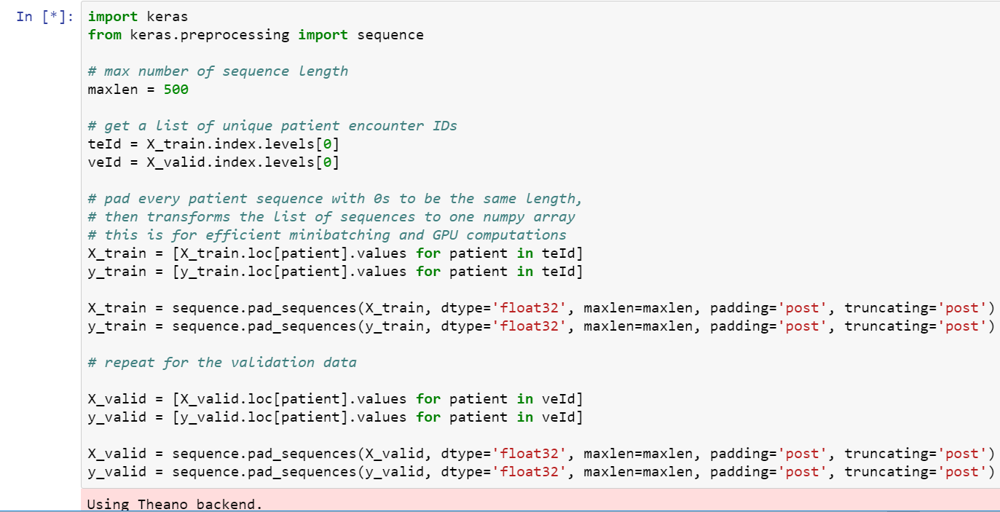 In [*]:
import keras
from keras.preprocessing import sequence
# max number of sequence length
maxlen = 500
# get a list of unique patient encounter IDs
teId = X_train.index.levels[0]
veId = X_valid.index.levels[0]
# pad every patient sequence with 0s to be the same length,
# then transforms the list of sequences to one numpy array
# this is for efficient minibatching and GPU computations
X_train = [X_train.loc[patient].values for patient in teId]
y_train = [y_train.loc[patient].values for patient in teId]
X_train = sequence.pad_sequences(X_train, dtype='float32', maxlen=maxlen, padding='post', truncating='post')
y_train = sequence.pad_sequences(y_train, dtype='float32', maxlen=maxlen, padding='post', truncating='post')
# repeat for the validation data
X_valid = [X_valid.loc[patient].values for patient in veId]
y_valid = [y_valid.loc[patient].values for patient in veId]
X_valid = sequence.pad_sequences(X_valid, dtype='float32', maxlen=maxlen, padding='post', truncating='post')
y_valid = sequence.pad_sequences(y_valid, dtype='float32', maxlen=maxlen, padding='post', truncating='post')
Using Theano backend.